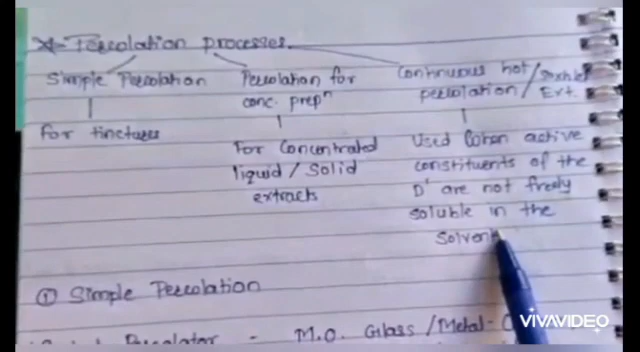 Percolation processes.
Simple Percolation
Percolation for
conc. prepn
Continuous hot
percolation / Soxhlet
Ext.
For tinctures
For Concentrated
liquid / Solid
extracts
Used when active
constituents of the
D' are not freely
soluble in the
Solvent
① Simple Percolation
Percolator - M.O. Glass / Metal-
VIVAVIDEO